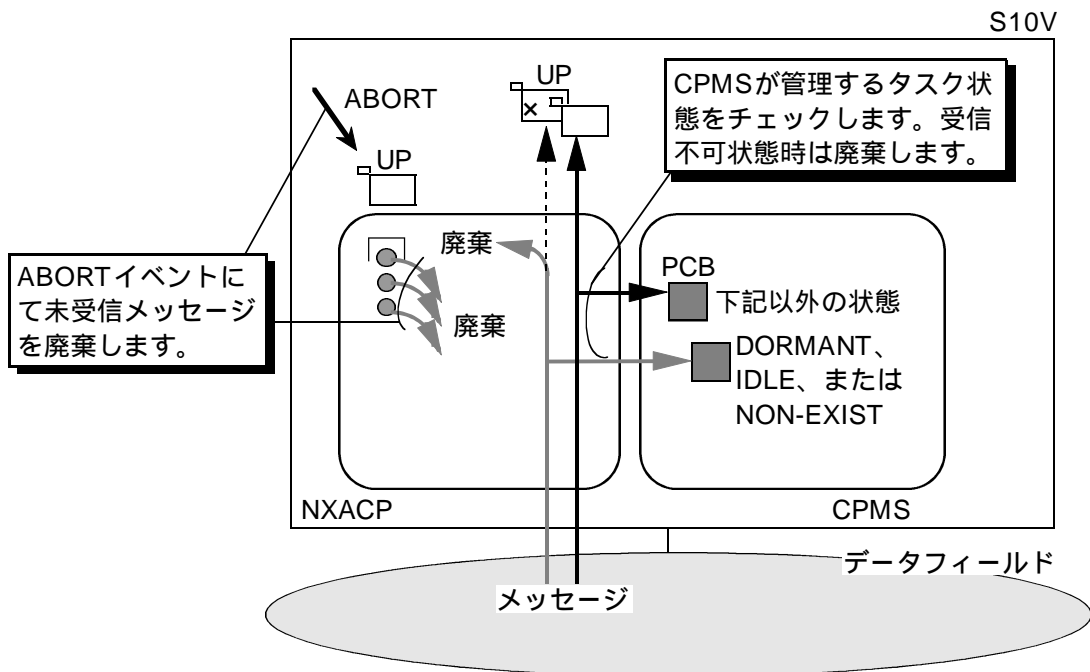 S10V
UP
ABORT
CPMSが管理するタスク状
態をチェックします。受信
不可状態時は廃棄します。
UP
ABORTイベントに
て未受信メッセージ
を廃棄します。
廃棄
廃棄
PCB
下記以外の状態
DORMANT、
IDLE、または
NON-EXIST
NXACP
CPMS
データフィールド
メッセージ